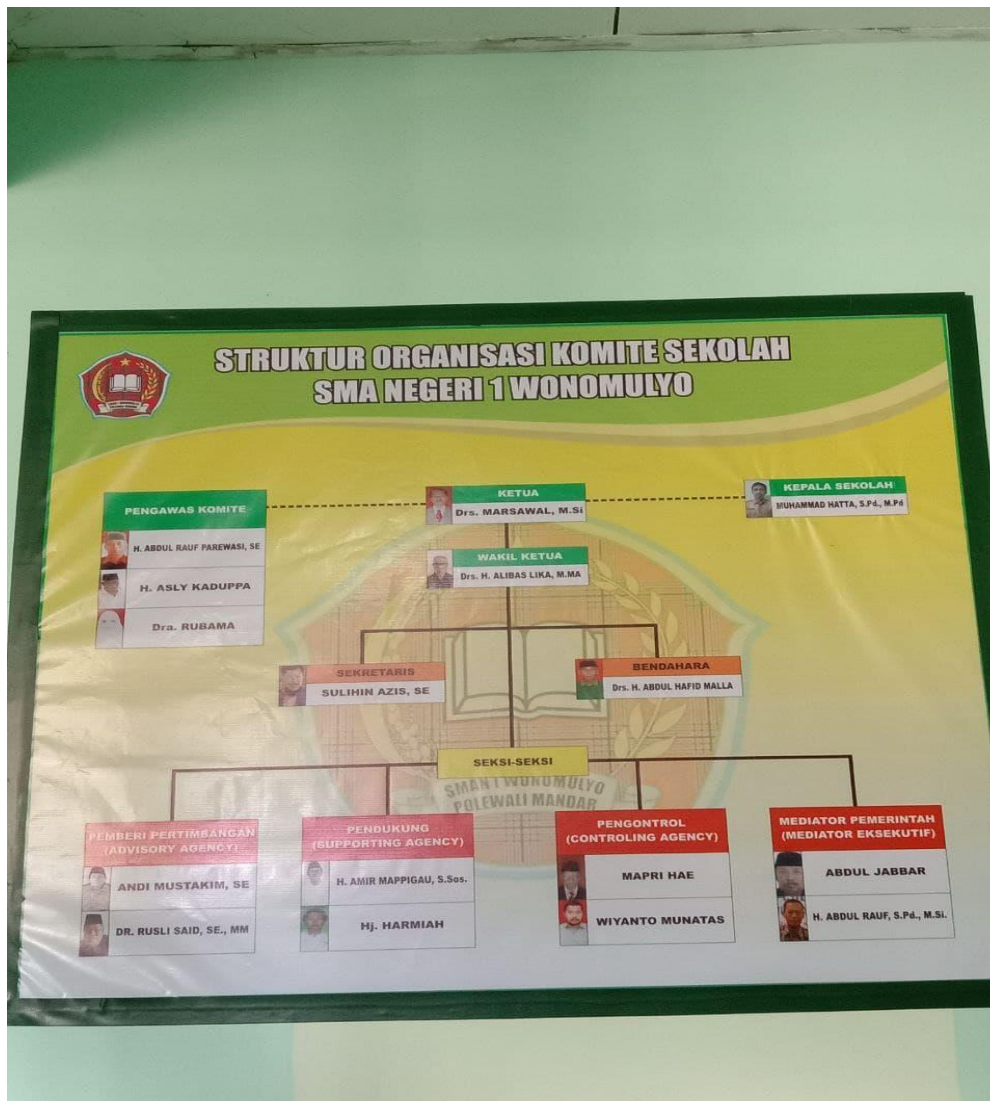 STRUKTUR ORGANISASI KOMITE SEKOLAH
SMA NEGERI 1 WONOMULYO
PENGAWAS KOMITE
H. ABDUL RAUF PAREWASI, SE
H. ASLY KADUPPA
Dra. RUBAMA
KETUA
Drs. MARSAWAL, M.Si
KEPALA SEKOLAH
MUHAMMAD HATTA, S.Pd., M.Pd
WAKIL KETUA
Drs. H. ALIBAS LIKA, M.MA
SEKRETARIS
SULIHIN AZIS, SE
BENDAHARA
Drs. H. ABDUL HAFID MALLA
SEKSI-SEKSI
SMAN 1 WONOMULYO
POLEWALI MANDAR
PEMBERI PERTIMBANGAN
(ADVISORY AGENCY)
ANDI MUSTAKIM, SE
DR. RUSLI SAID, SE., MM
PENDUKUNG
(SUPPORTING AGENCY)
H. AMIR MAPPIGAU, S.Sos.
Hj. HARMIAH
PENGONTROL
(CONTROLING AGENCY)
MAPRI HAE
WIYANTO MUNATAS
MEDIATOR PEMERINTAH
(MEDIATOR EKSEKUTIF)
ABDUL JABBAR
H. ABDUL RAUF, S.Pd., M.Si.